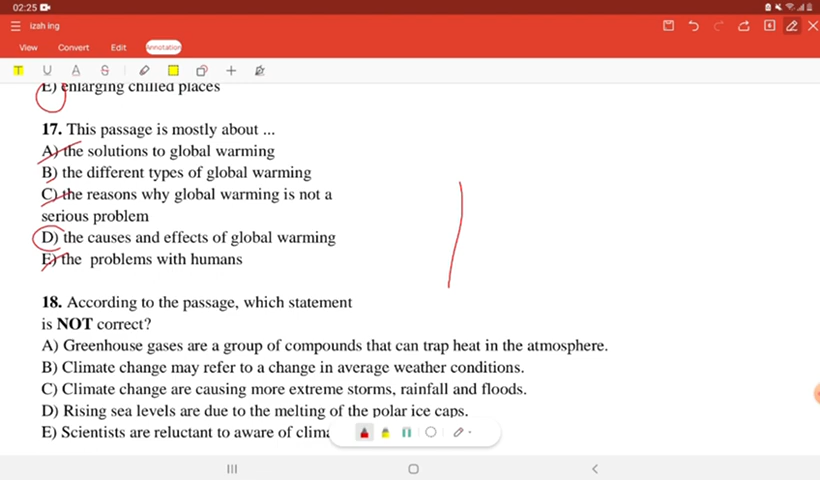 02:25
izah ing
View Convert Edit Annotation
T U A S
E) enlarging chilled places
17. This passage is mostly about ...
A) the solutions to global warming
B) the different types of global warming
C) the reasons why global warming is not a
serious problem
D) the causes and effects of global warming
E) the  problems with humans
18. According to the passage, which statement
is NOT correct?
A) Greenhouse gases are a group of compounds that can trap heat in the atmosphere.
B) Climate change may refer to a change in average weather conditions.
C) Climate change are causing more extreme storms, rainfall and floods.
D) Rising sea levels are due to the melting of the polar ice caps.
E) Scientists are reluctant to aware of clima